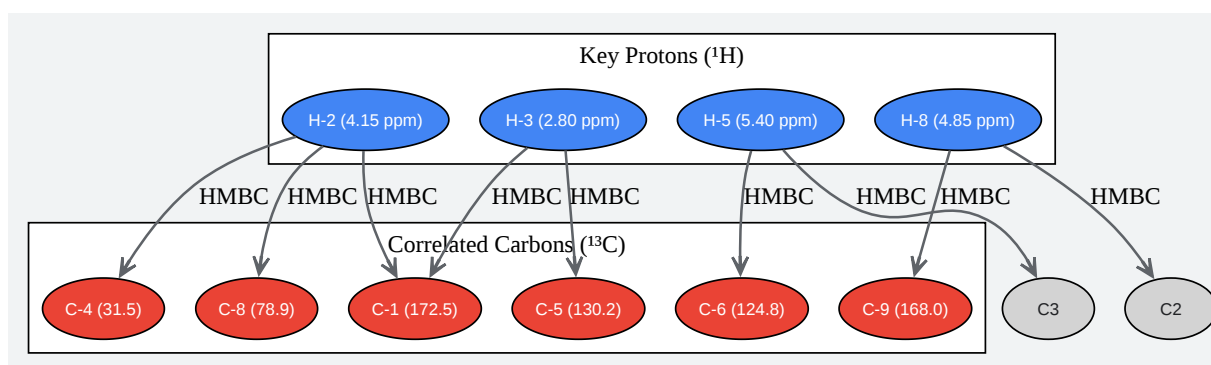 Key Protons (¹H)
H-2 (4.15 ppm)
H-3 (2.80 ppm)
H-5 (5.40 ppm)
H-8 (4.85 ppm)
HMBC
HMBC
HMBC
HMBC
HMBC
HMBC
HMBC
HMBC
HMBC
Correlated Carbons (¹³C)
C-4 (31.5)
C-8 (78.9)
C-1 (172.5)
C-5 (130.2)
C-6 (124.8)
C-9 (168.0)
C3
C2